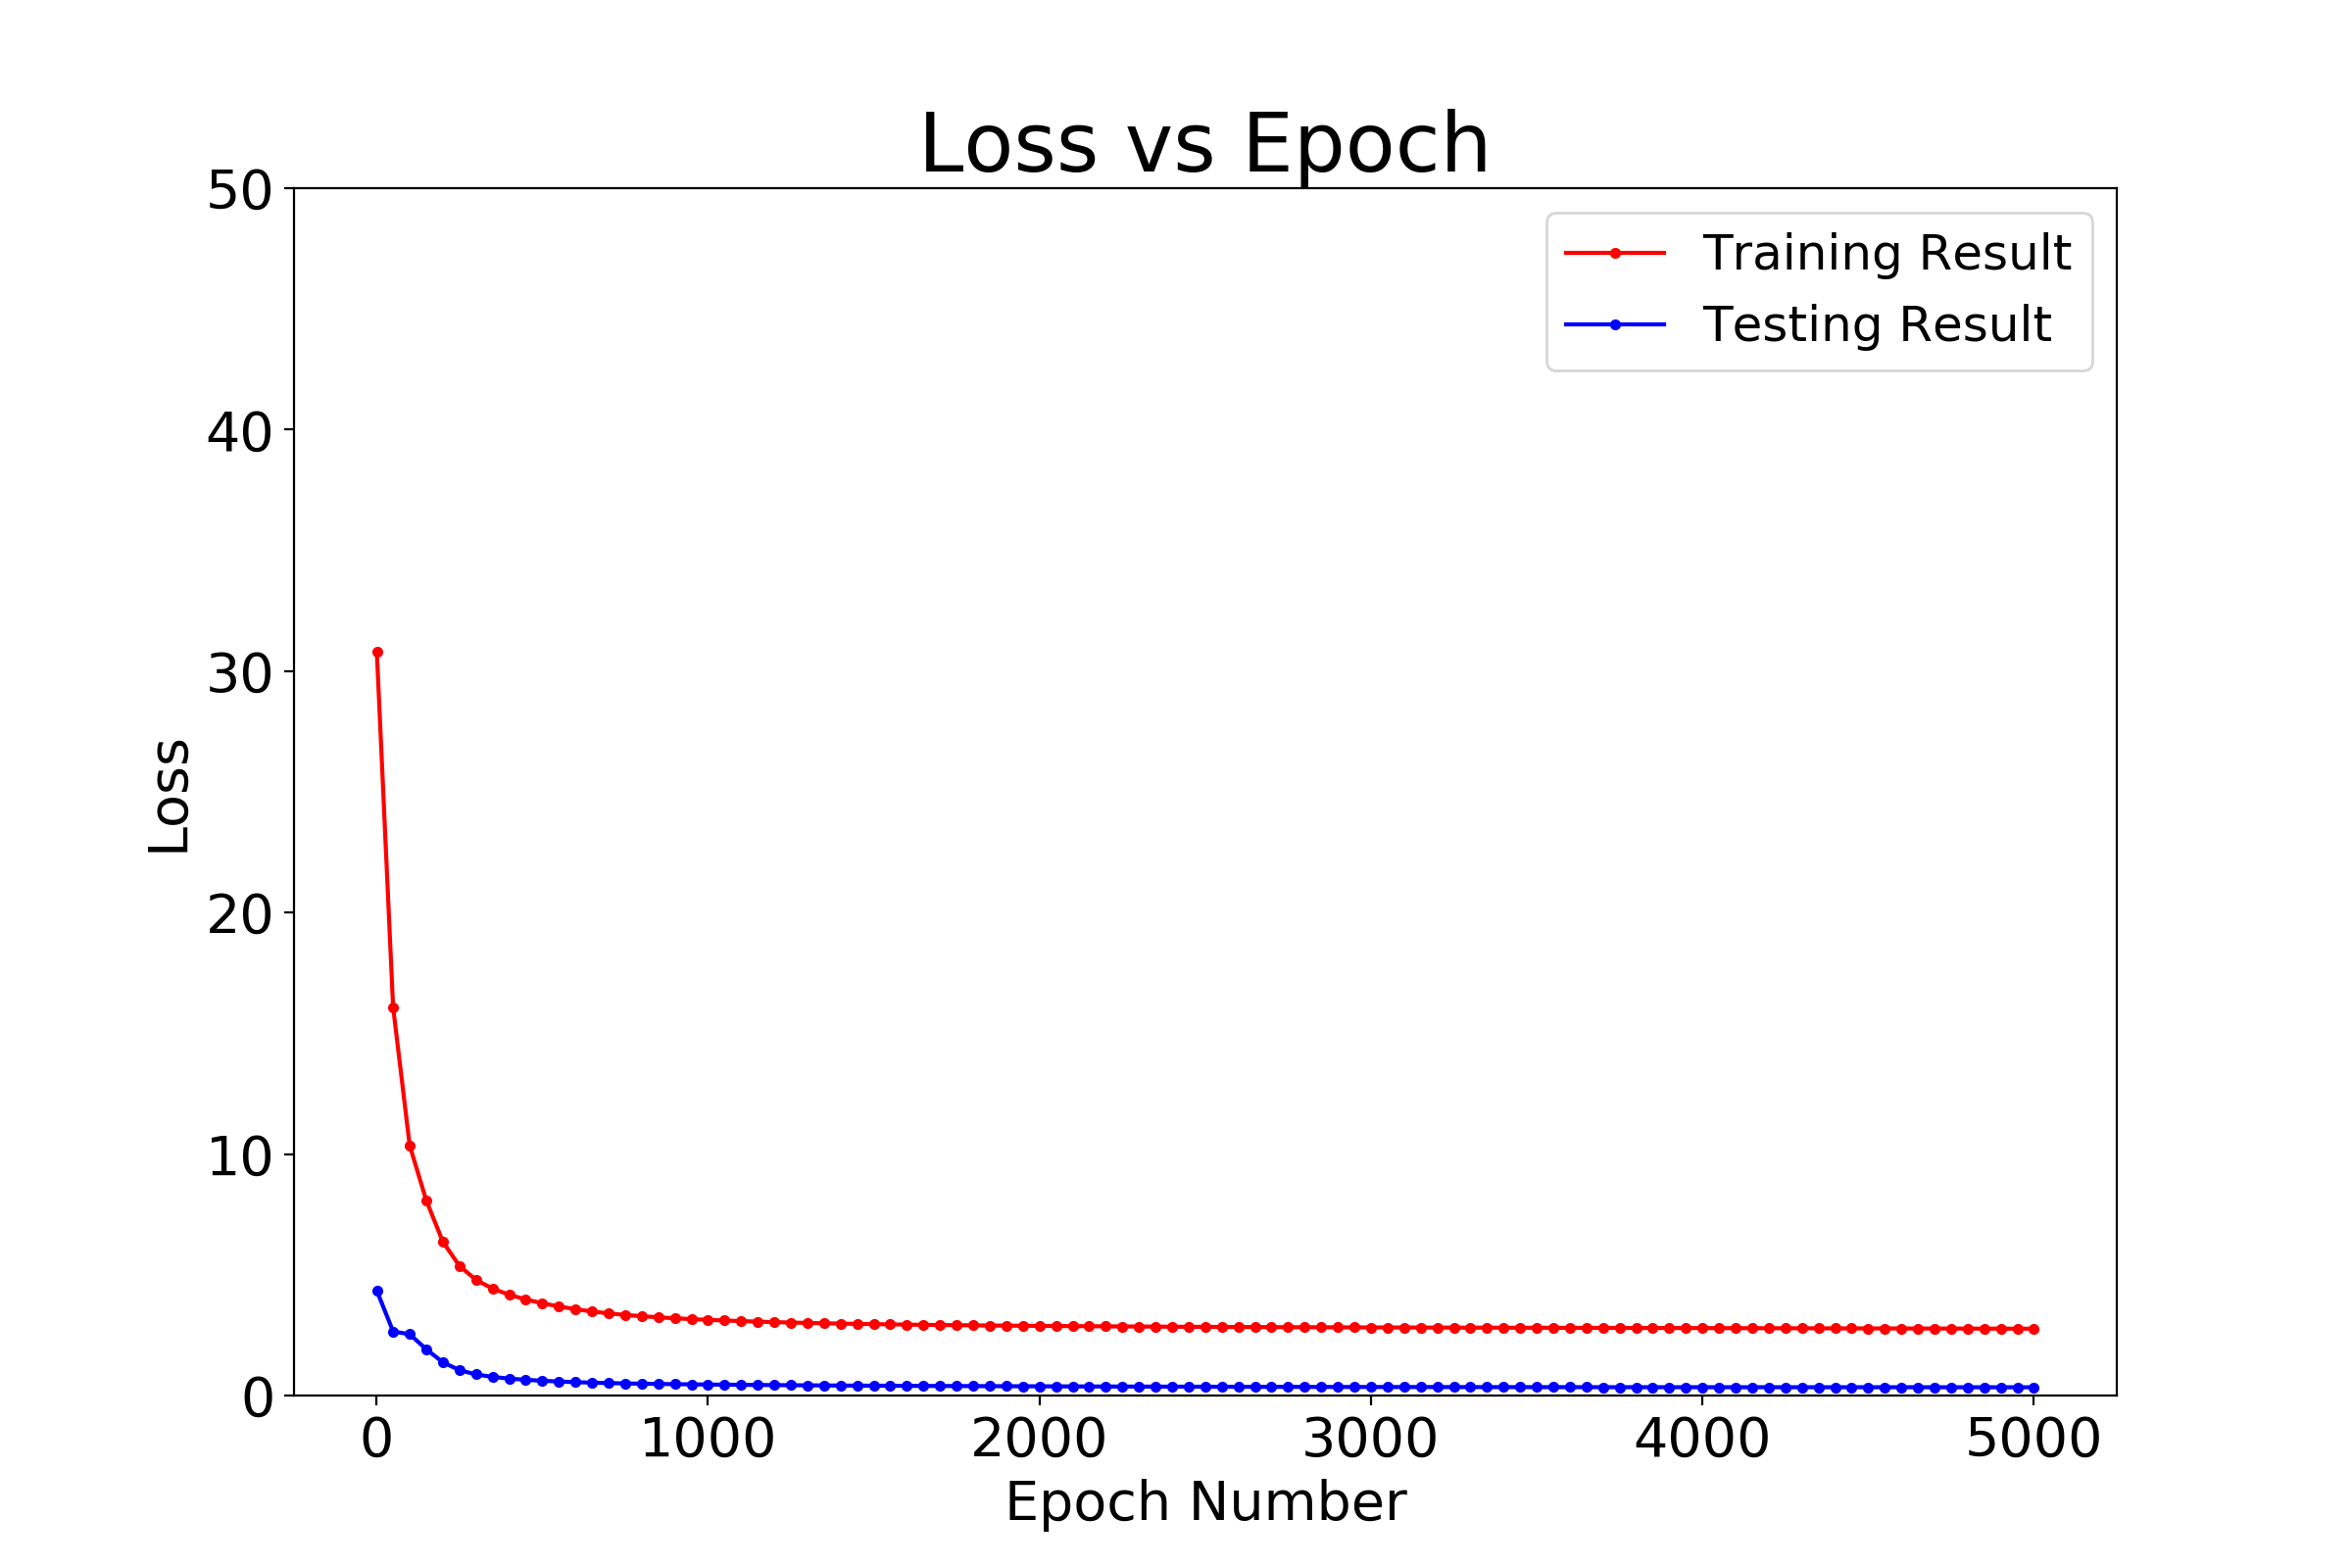 Loss vs Epoch
50
40
30
20
10
0
Loss
Training Result
Testing Result
0 1000 2000 3000 4000 5000
Epoch Number